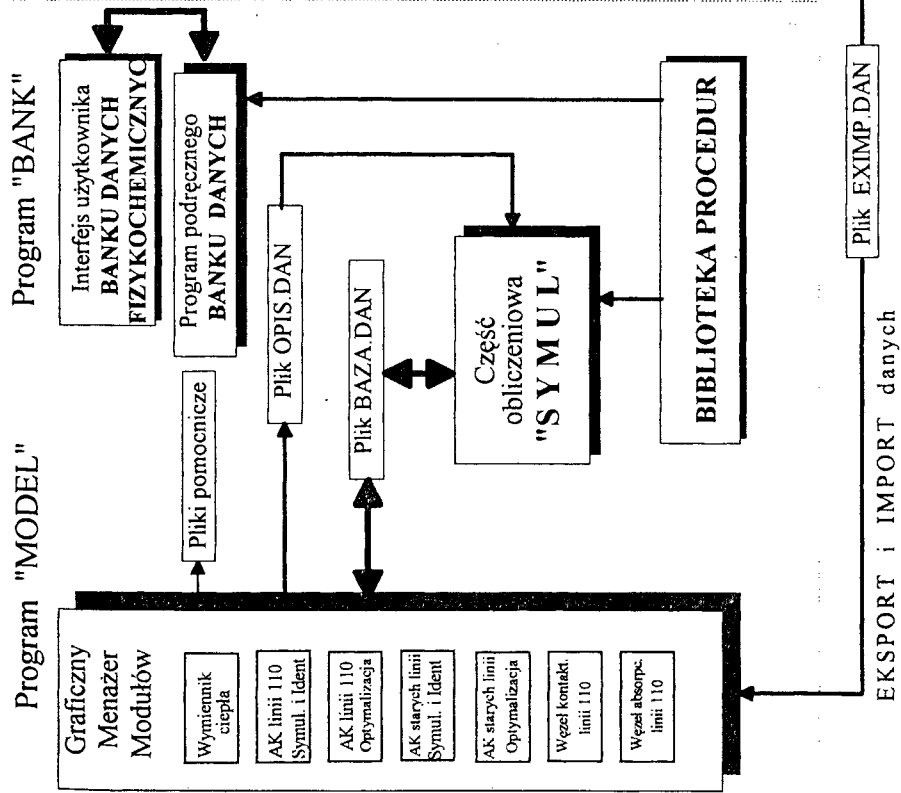 Program "MODEL"
Graficzny
Menażer
Modułów
Wymiennik
ciepła
AK linii 110
Symul. i Ident
AK linii 110
Optymalizacja
AK starych linii
Symul. i Ident
AK starych linii
Optymalizacja
Węzeł kontakt.
linii 110
Węzeł absorpc.
linii 110
Pliki pomocnicze
Plik OPIS.DAN
Plik BAZA.DAN
Program "BANK"
Interfejs użytkownika
BANKU DANYCH
FIZYKOCHEMICZNYC
Program podręcznego
BANKU DANYCH
Część
obliczeniowa
"S Y M U L"
BIBLIOTEKA PROCEDUR
EKSPORT i IMPORT danych
Plik EXIMP.DAN